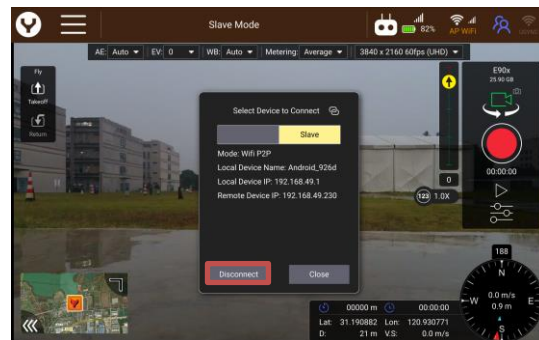 Slave Mode
82%
AP WiFi
AE: Auto EV: 0 WB: Auto Metering: Average 3840 x 2160 60fps (UHD)
Fly
Takeoff
Return
E90x
25.90 GB
Select Device to Connect
Slave
Mode: Wifi P2P
Local Device Name: Android_926d
Local Device IP: 192.168.49.1
Remote Device IP: 192.168.49.230
Disconnect Close
0
123 1.0X
00:00:00
188
N
W E
S
0.0 m/s
0.9 m
00000 m 00:00:00
Lat: 31.190882 Lon: 120.930771
D: 21 m V.S: 0.0 m/s